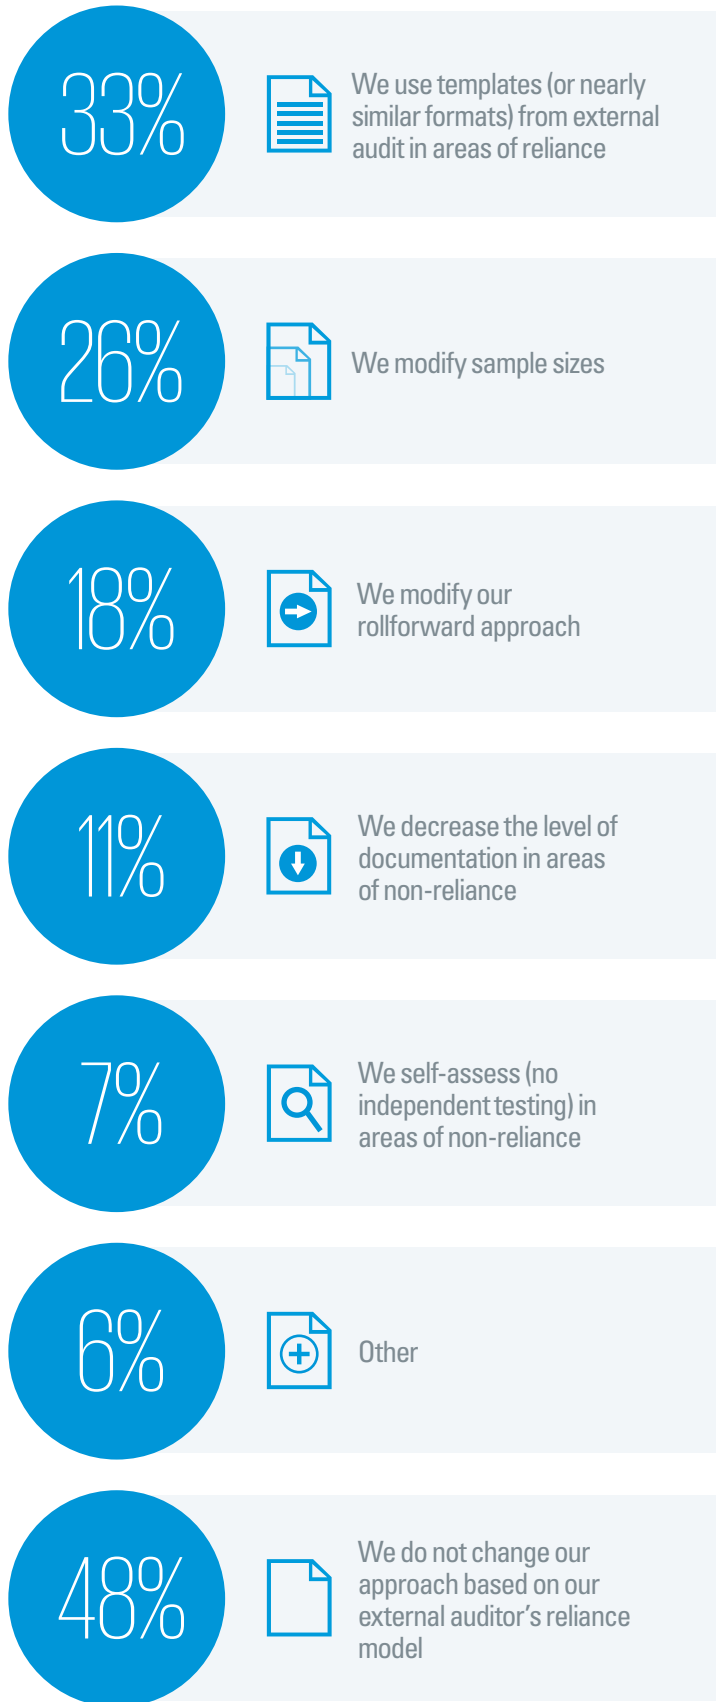 33%
We use templates (or nearly
similar formats) from external
audit in areas of reliance
26%
We modify sample sizes
18%
We modify our
rollforward approach
11%
We decrease the level of
documentation in areas
of non-reliance
7%
We self-assess (no
independent testing) in
areas of non-reliance
6%
Other
48%
We do not change our
approach based on our
external auditor's reliance
model